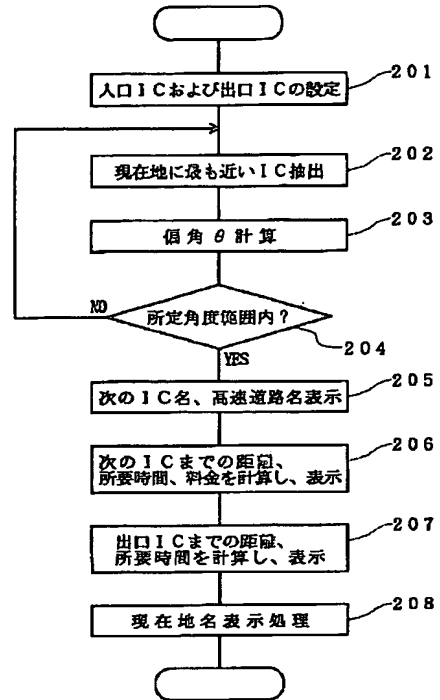 入口ICおよび出口ICの設定
201
現在地に最も近いIC抽出
202
偏角θ計算
203
所定角度範囲内?
204
NO
YES
次のIC名、高速道路名表示
205
次のICまでの距離、
所要時間、料金を計算し、表示
206
出口ICまでの距離、
所要時間を計算し、表示
207
現在地名表示処理
208